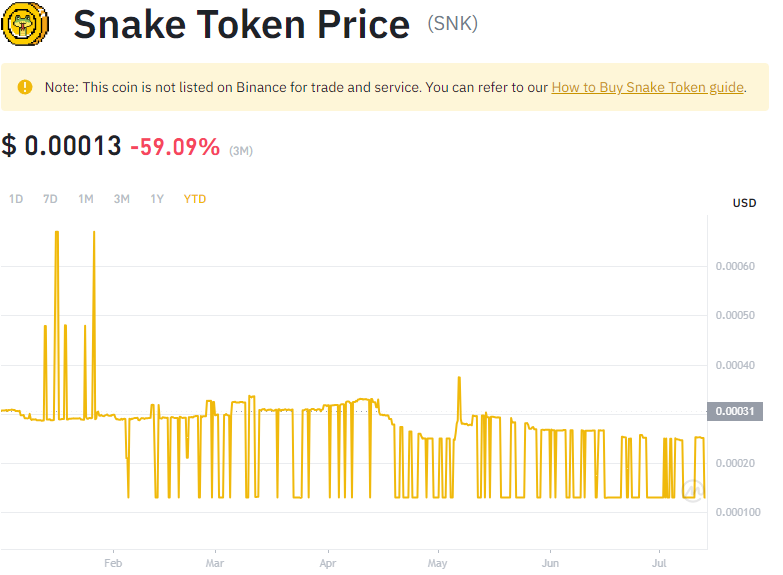 Snake Token Price (SNK)
Note: This coin is not listed on Binance for trade and service. You can refer to our How to Buy Snake Token guide.
$ 0.00013 -59.09% (3M)
1D 7D 1M 3M 1Y YTD
USD
0.00060
0.00050
0.00040
0.00031
0.00020
0.000100
Feb Mar Apr May Jun Jul